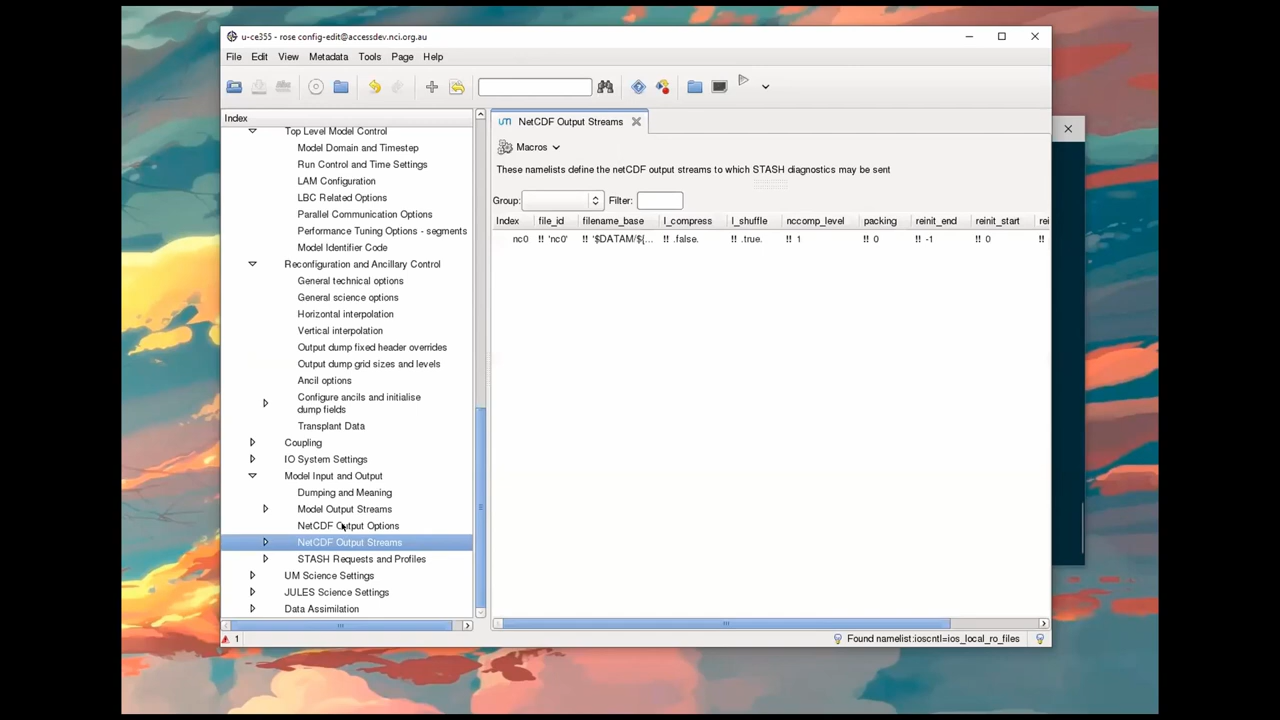 u-ce355 - rose config-edit@accessdev.nci.org.au
File Edit View Metadata Tools Page Help
Index
Top Level Model Control
Model Domain and Timestep
Run Control and Time Settings
LAM Configuration
LBC Related Options
Parallel Communication Options
Performance Tuning Options - segments
Model Identifier Code
Reconfiguration and Ancillary Control
General technical options
General science options
Horizontal interpolation
Vertical interpolation
Output dump fixed header overrides
Output dump grid sizes and levels
Ancil options
Configure ancils and initialise
dump fields
Transplant Data
Coupling
IO System Settings
Model Input and Output
Dumping and Meaning
Model Output Streams
NetCDF Output Options
NetCDF Output Streams
STASH Requests and Profiles
UM Science Settings
JULES Science Settings
Data Assimilation
1
UM NetCDF Output Streams
Macros
These namelists define the netCDF output streams to which STASH diagnostics may be sent
Group: Filter:
Index file_id filename_base l_compress l_shuffle nccomp_level packing reinit_end reinit_start rei
nc0 !! 'nc0' !! '$DATAM/${... !! .false. !! .true. !! 1 !! 0 !! -1 !! 0 !!
Found namelist:ioscntl=ios_local_ro_files